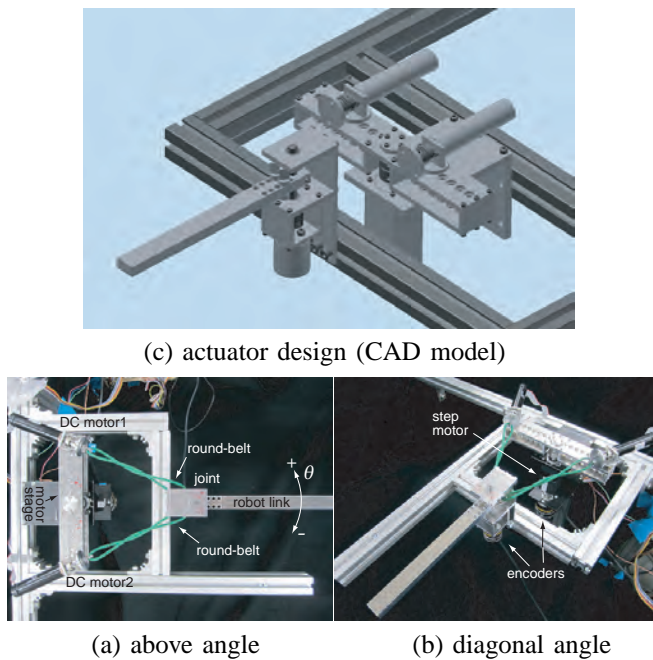 (c) actuator design (CAD model)
DC motor1
round-belt
joint
+
θ
motor
stage
robot link
-
round-belt
DC motor2
step
motor
encoders
(a) above angle
(b) diagonal angle